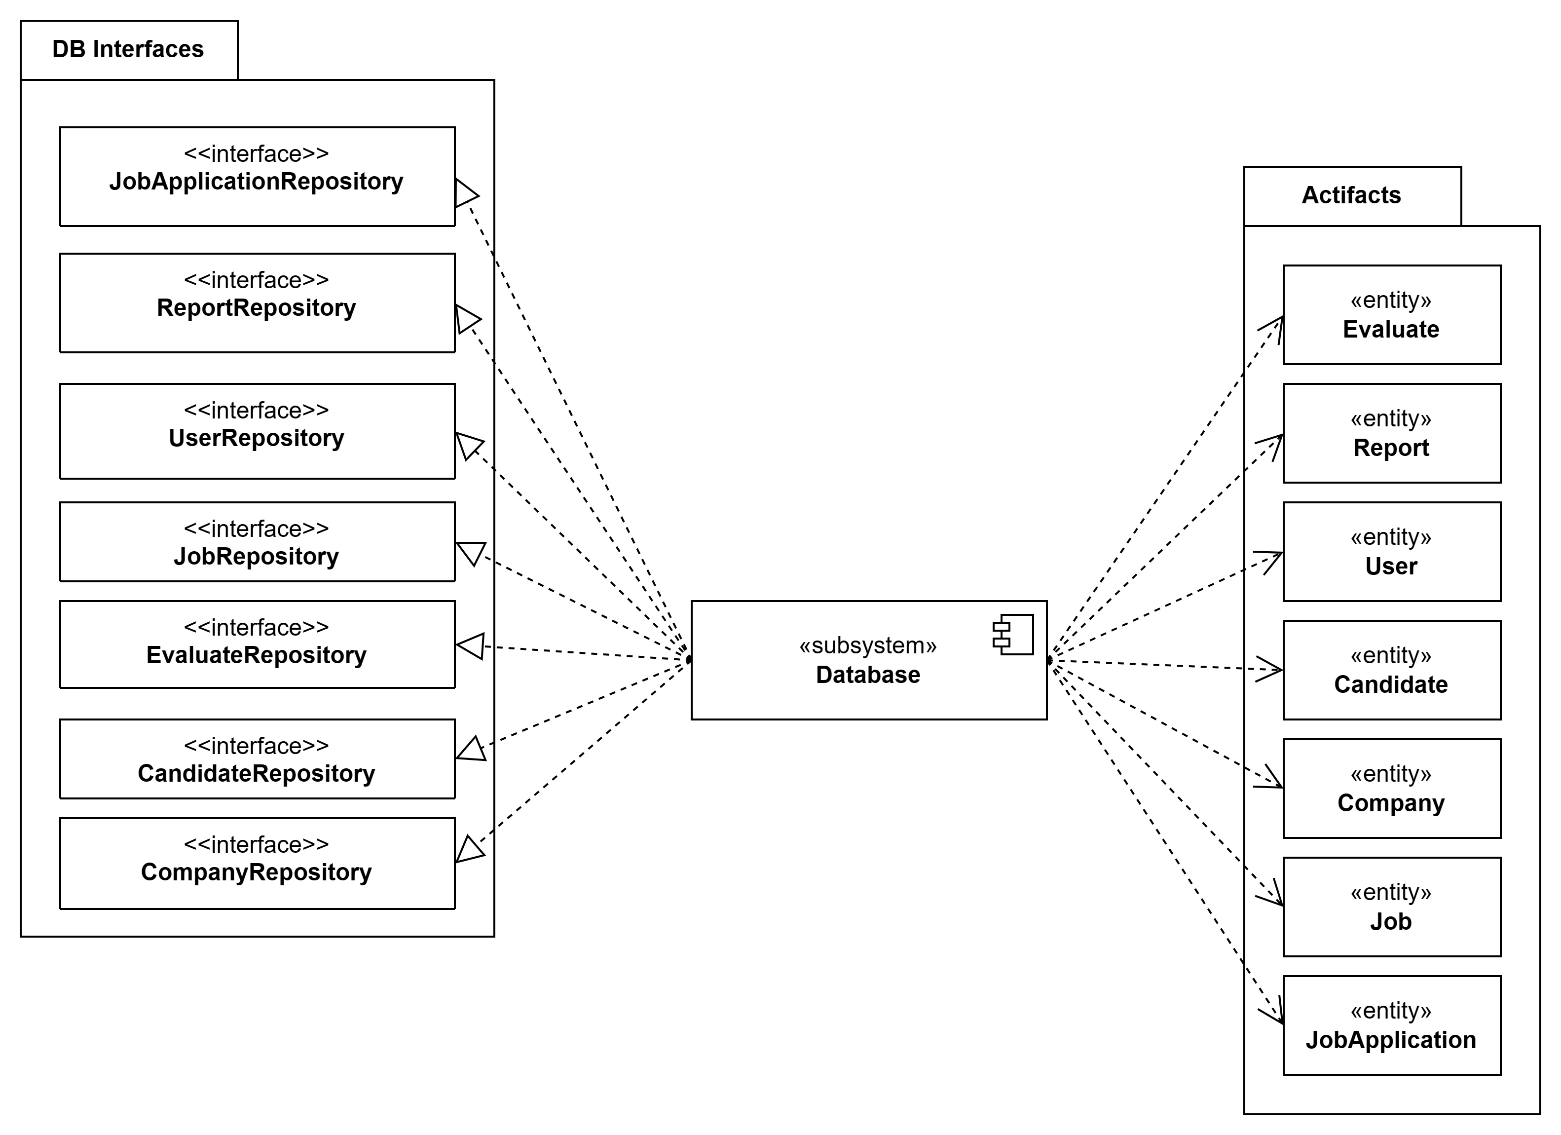 DB Interfaces
<<interface>>
JobApplicationRepository
<<interface>>
ReportRepository
<<interface>>
UserRepository
<<interface>>
JobRepository
<<interface>>
EvaluateRepository
<<interface>>
CandidateRepository
<<interface>>
CompanyRepository
«subsystem»
Database
Actifacts
«entity»
Evaluate
«entity»
Report
«entity»
User
«entity»
Candidate
«entity»
Company
«entity»
Job
«entity»
JobApplication